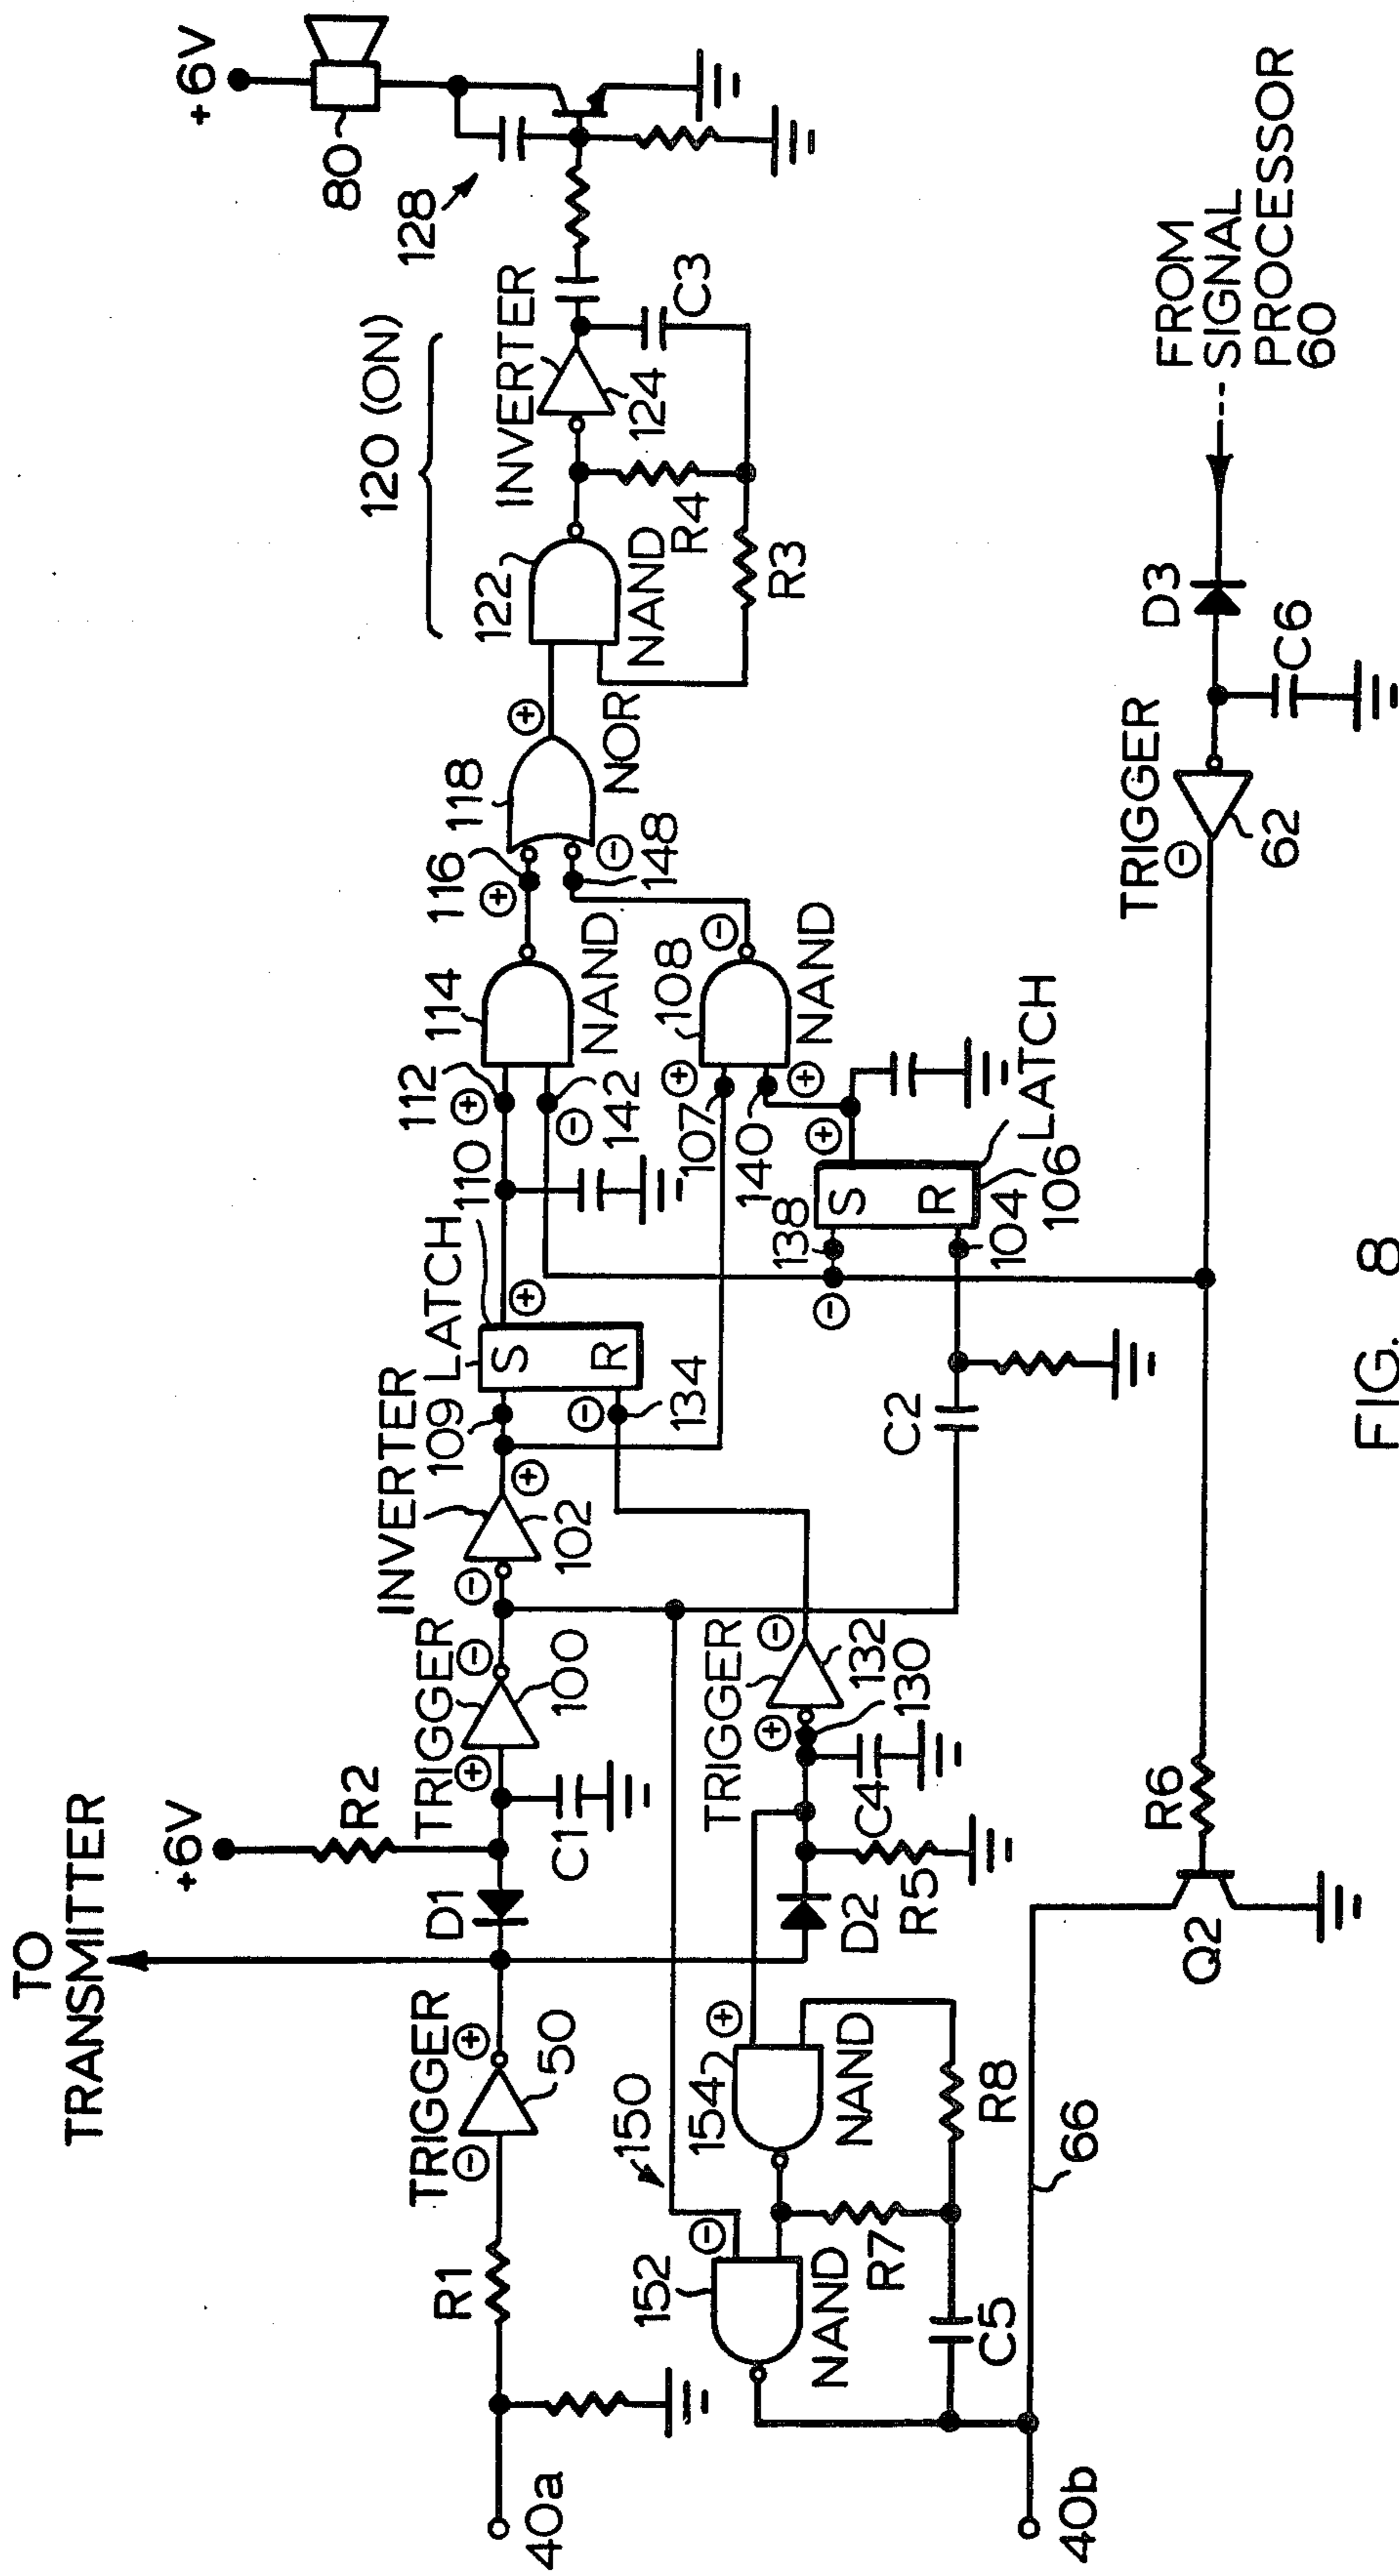 TO
TRANSMITTER
+6V
R2
D1
C1
TRIGGER
⊖
⊕
50
R1
40a
TRIGGER
⊕
⊖
100
INVERTER
⊖
⊕
102
109
LATCH
S
R
⊖
134
⊕
110
112
⊕
142
⊖
114
NAND
116
⊕
118
NOR
⊖
148
⊕
120 (ON)
122
NAND
INVERTER
124
R4
R3
C3
128
80
+6V
150
152
⊖
NAND
154
⊕
NAND
R7
R8
C5
66
40b
D2
R5
C4
TRIGGER
⊕
⊖
132
130
C2
107
⊕
140
⊕
108
NAND
⊖
138
⊖
S
R
⊕
104
106
LATCH
TRIGGER
⊖
62
D3
C6
FROM
SIGNAL
PROCESSOR
60
R6
Q2
FIG. 8